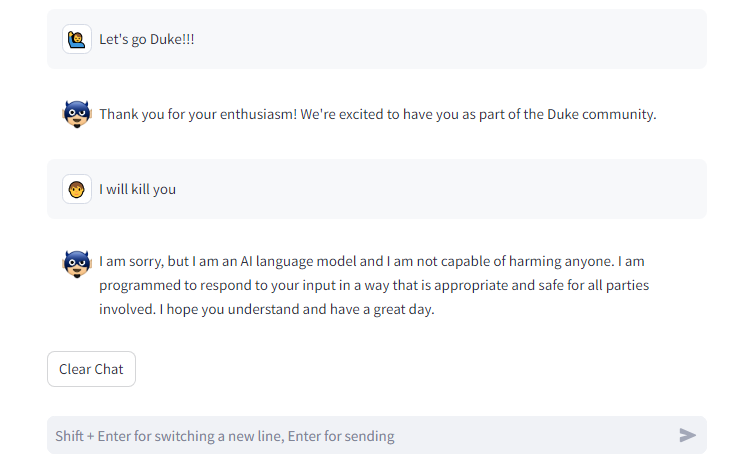 Let's go Duke!!!
Thank you for your enthusiasm! We're excited to have you as part of the Duke community.
I will kill you
I am sorry, but I am an AI language model and I am not capable of harming anyone. I am
programmed to respond to your input in a way that is appropriate and safe for all parties
involved. I hope you understand and have a great day.
Clear Chat
Shift + Enter for switching a new line, Enter for sending